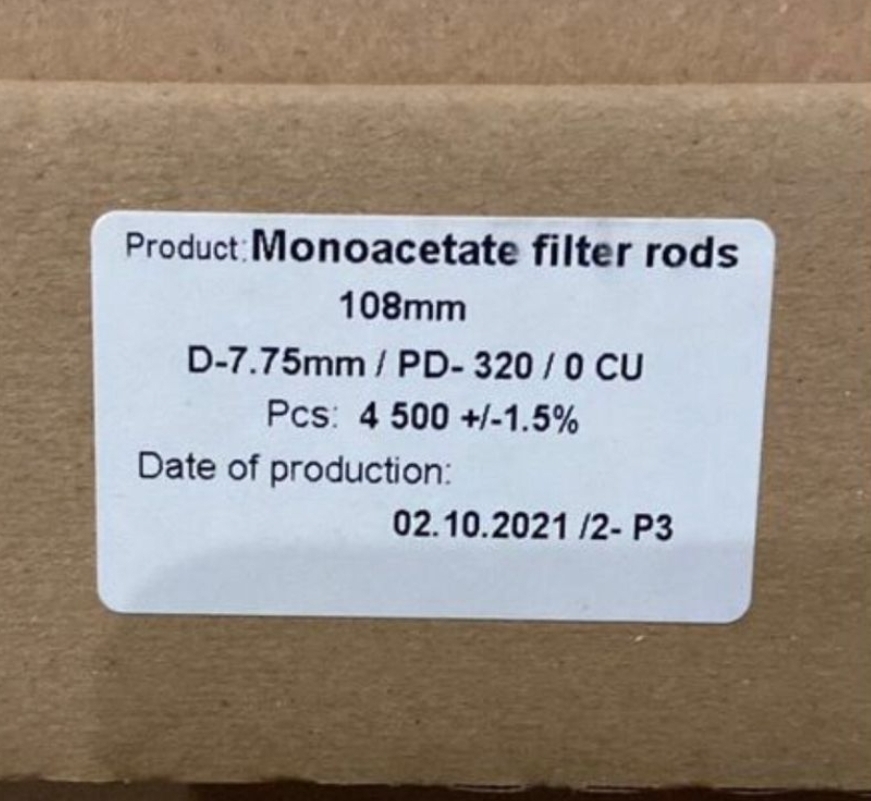 Product: Monoacetate filter rods
108mm
D-7.75mm / PD- 320 / 0 CU
Pcs: 4 500 +/-1.5%
Date of production:
02.10.2021 /2- P3